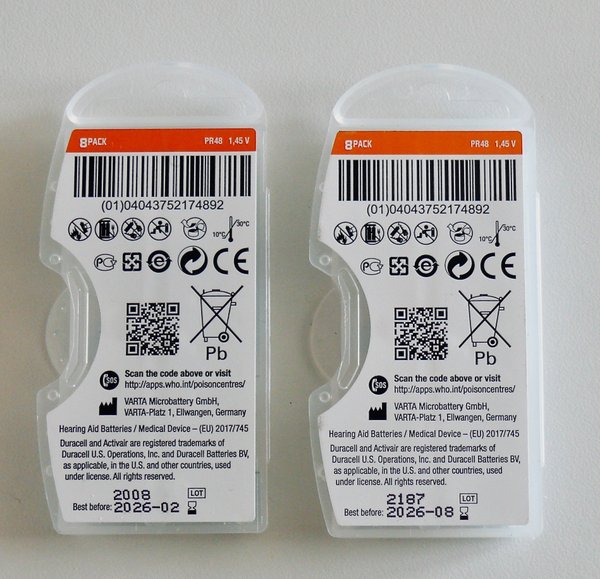 8PACK PR48 1,45 V
(01)04043752174892
10°C 30°C
CE
Pb
SOS Scan the code above or visit
http://apps.who.int/poisoncentres/
VARTA Microbattery GmbH,
VARTA-Platz 1, Ellwangen, Germany
Hearing Aid Batteries / Medical Device – (EU) 2017/745
Duracell and Activair are registered trademarks of
Duracell U.S. Operations, Inc. and Duracell Batteries BV,
as applicable, in the U.S. and other countries, used
under license. All rights reserved.
2008 LOT
Best before: 2026-02
8PACK PR48 1,45 V
(01)04043752174892
10°C 30°C
CE
Pb
SOS Scan the code above or visit
http://apps.who.int/poisoncentres/
VARTA Microbattery GmbH,
VARTA-Platz 1, Ellwangen, Germany
Hearing Aid Batteries / Medical Device – (EU) 2017/745
Duracell and Activair are registered trademarks of
Duracell U.S. Operations, Inc. and Duracell Batteries BV,
as applicable, in the U.S. and other countries, used
under license. All rights reserved.
2187 LOT
Best before: 2026-08